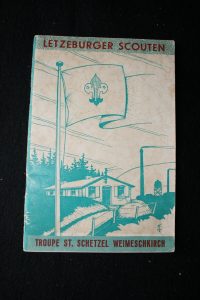 LETZEBURGER SCOUTEN
TROUPE ST. SCHETZEL WEIMESCHKIRCH